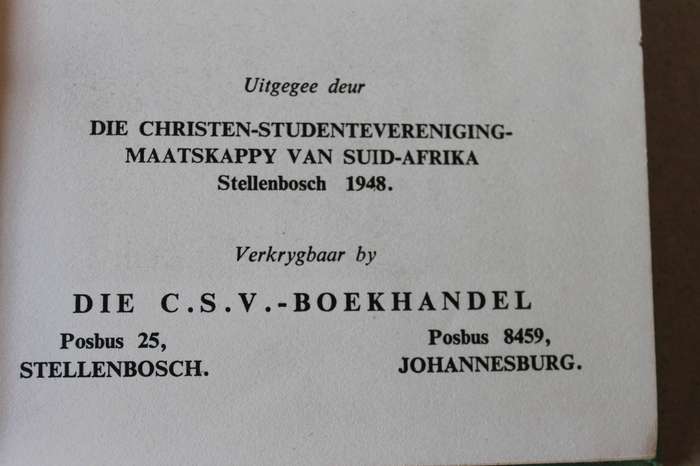 Uitgegee deur
DIE CHRISTEN-STUDENTEVERENIGING-
MAATSKAPPY VAN SUID-AFRIKA
Stellenbosch 1948.
Verkrygbaar by
DIE C.S.V.-BOEKHANDEL
Posbus 25,
STELLENBOSCH.
Posbus 8459,
JOHANNESBURG.